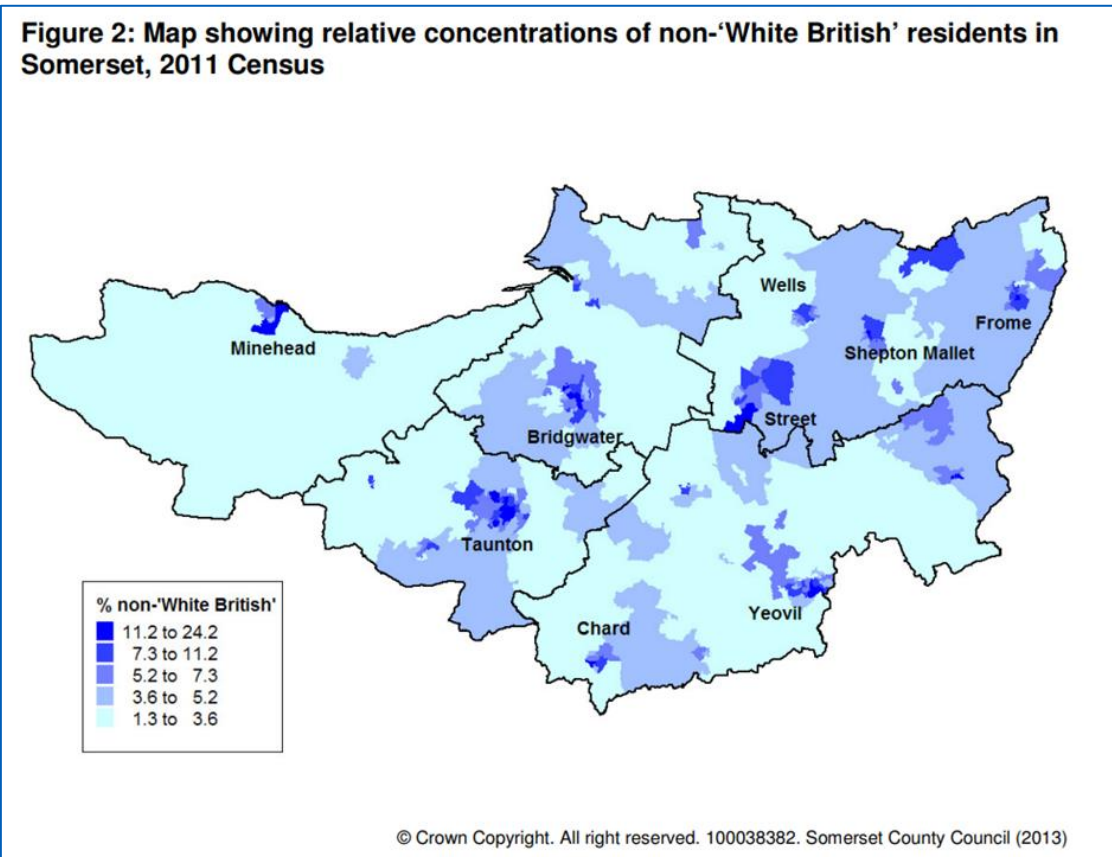 Figure 2: Map showing relative concentrations of non-‘White British’ residents in
Somerset, 2011 Census
Wells
Frome
Minehead
Shepton Mallet
Street
Bridgwater
Taunton
Yeovil
Chard
% non-'White British'
11.2 to 24.2
7.3 to 11.2
5.2 to 7.3
3.6 to 5.2
1.3 to 3.6
© Crown Copyright. All right reserved. 100038382. Somerset County Council (2013)